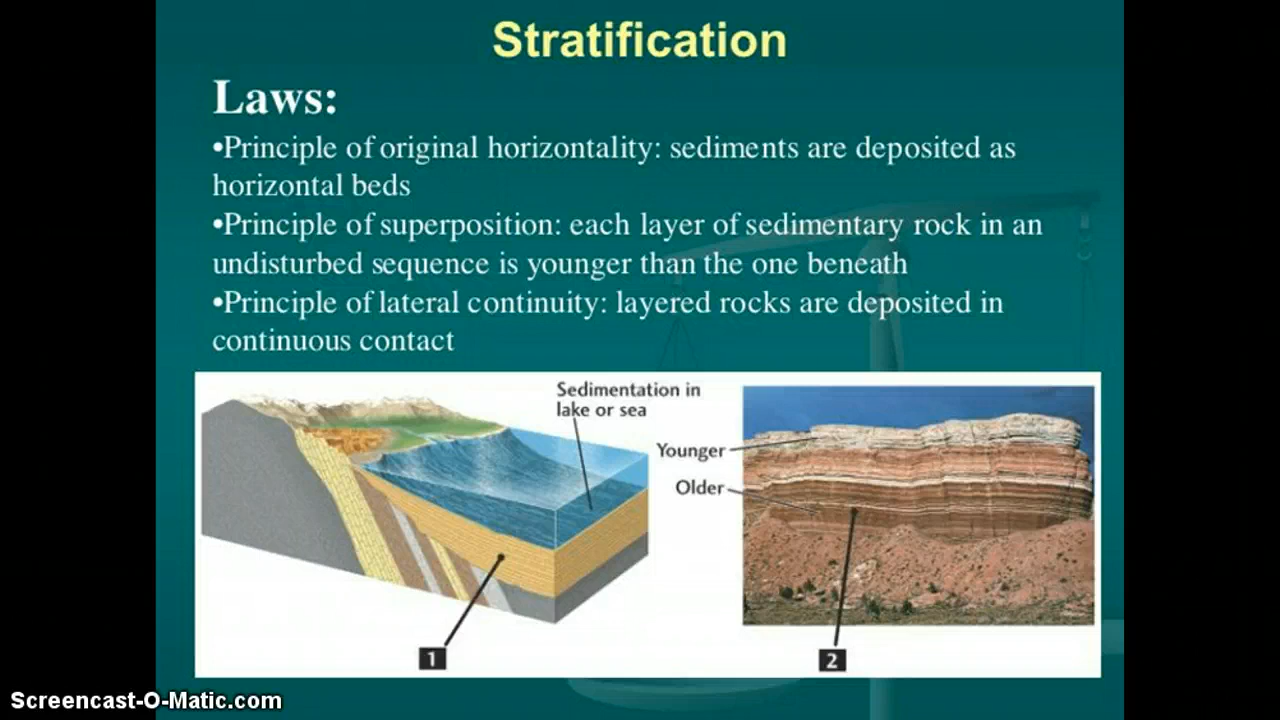 Stratification
Laws:
•Principle of original horizontality: sediments are deposited as
horizontal beds
•Principle of superposition: each layer of sedimentary rock in an
undisturbed sequence is younger than the one beneath
•Principle of lateral continuity: layered rocks are deposited in
continuous contact
Sedimentation in
lake or sea
Younger
Older
1
2
Screencast-O-Matic.com